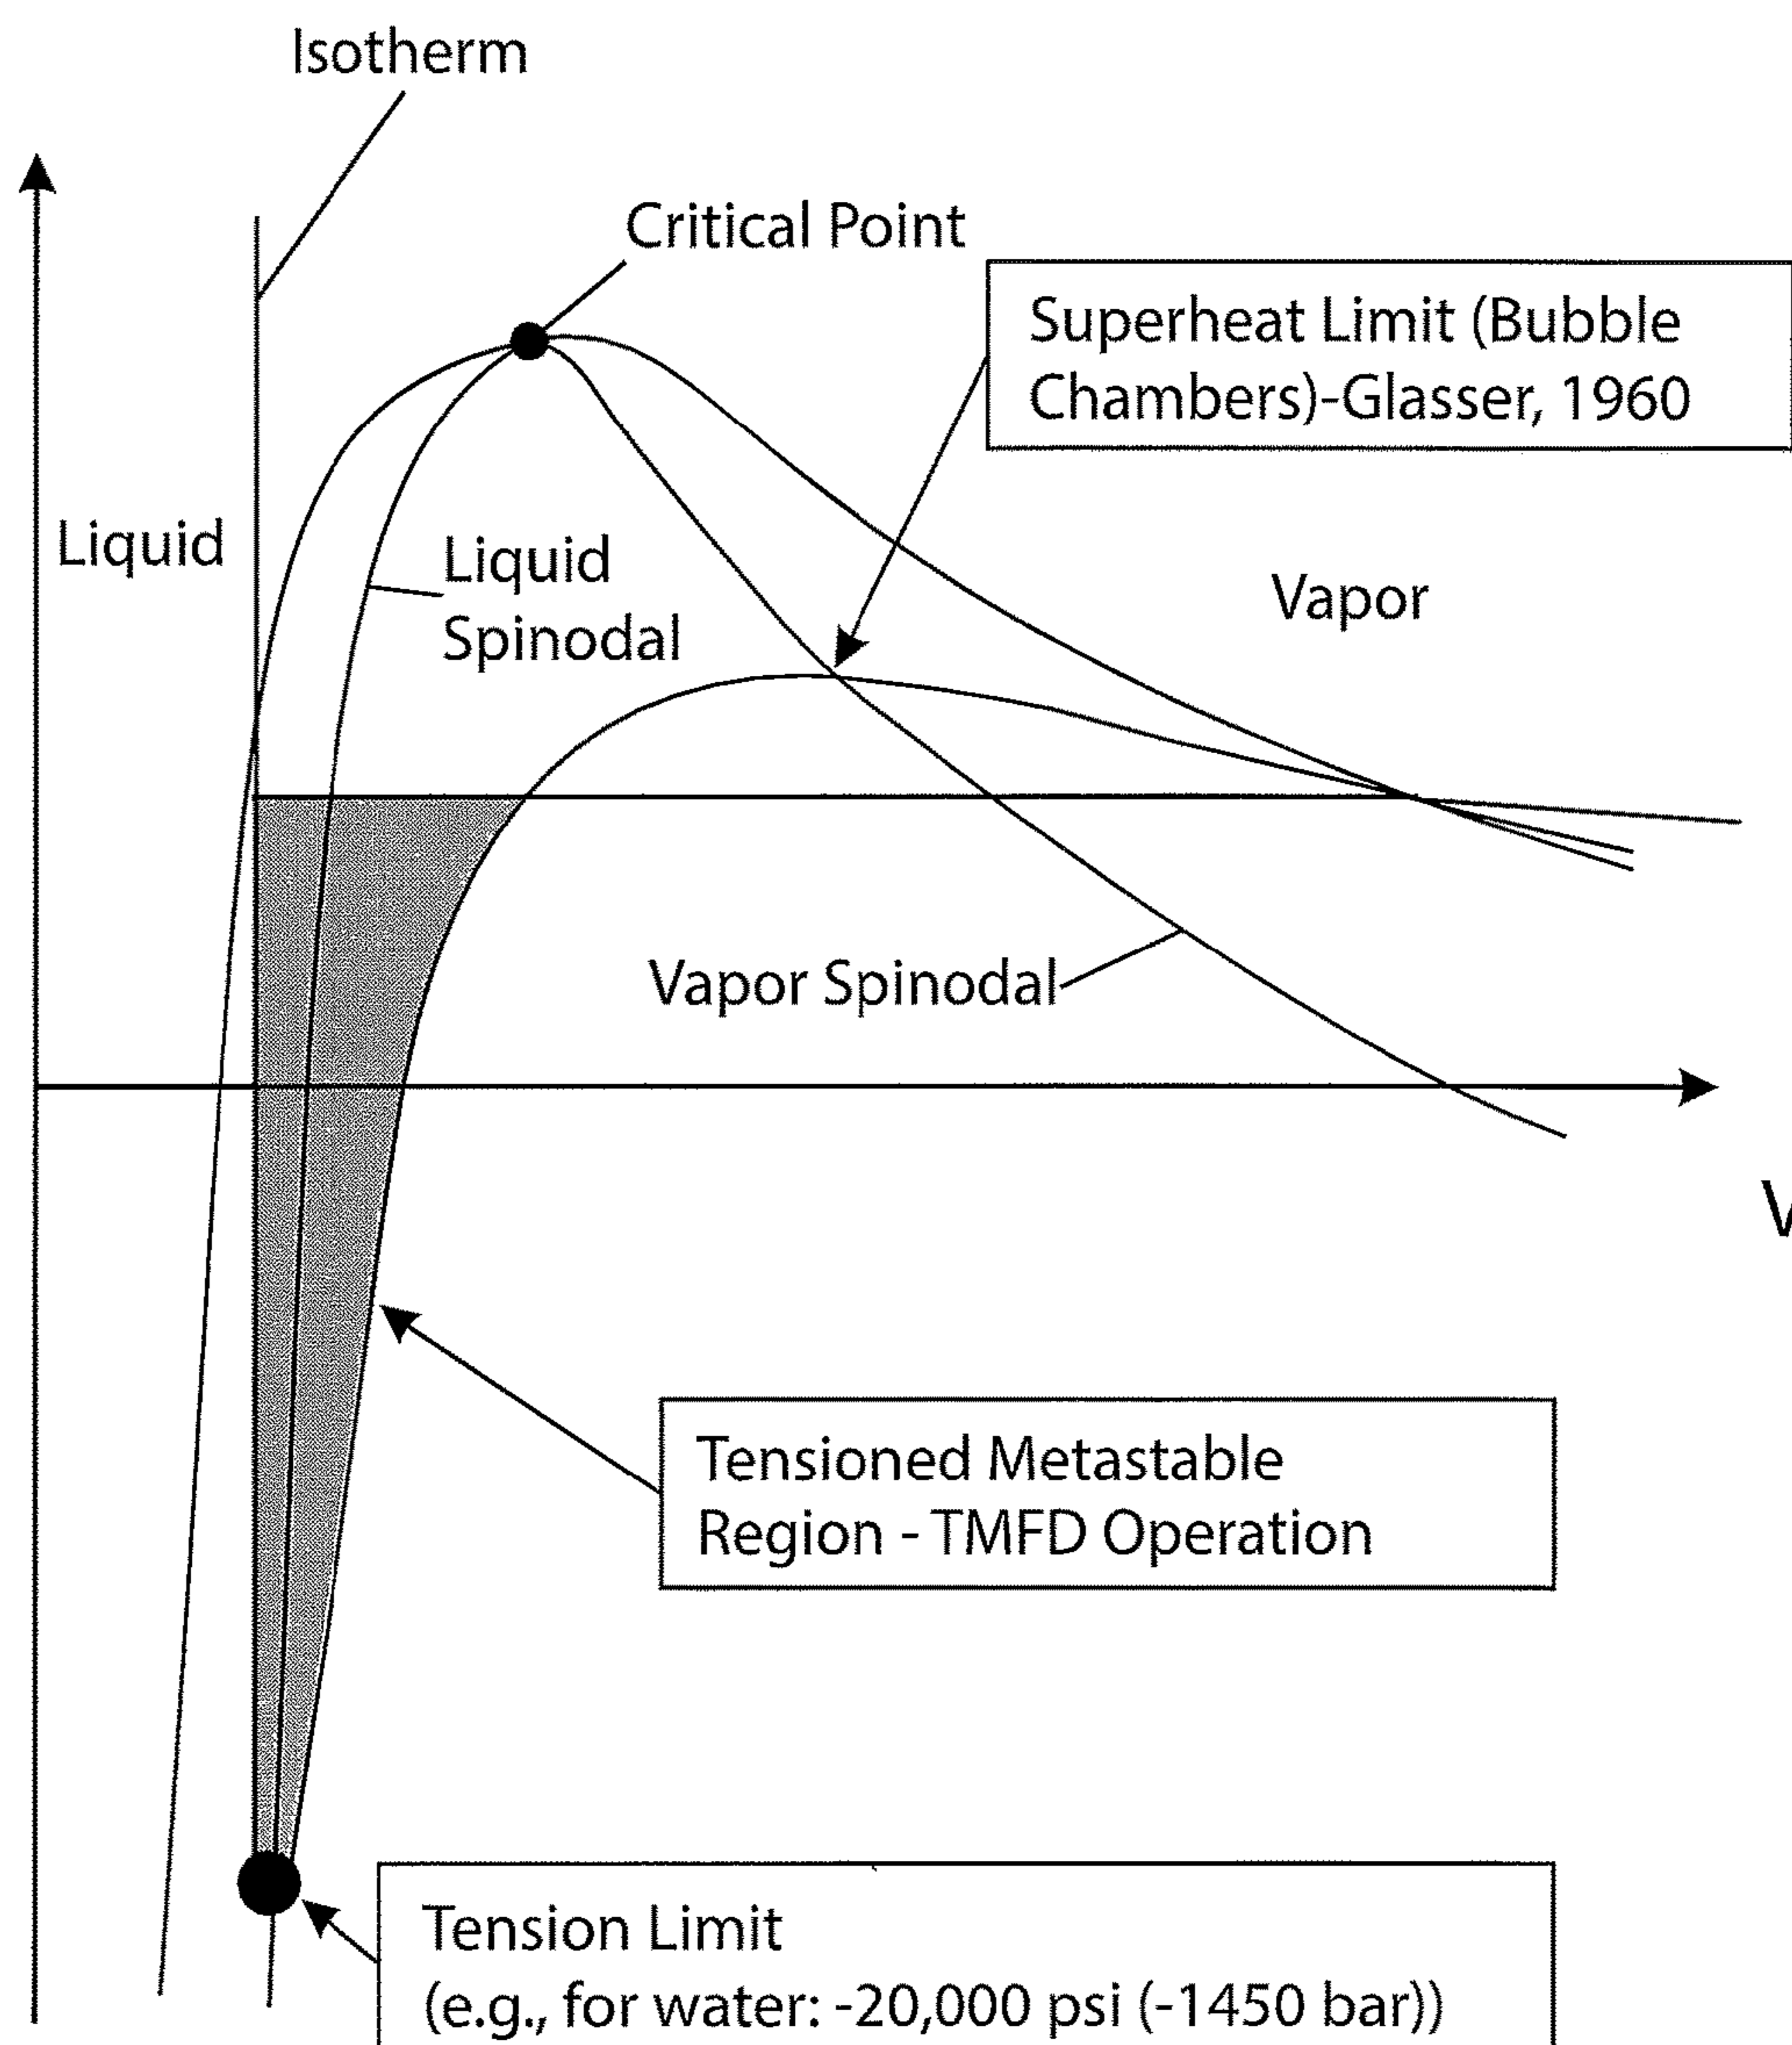 Isotherm
Critical Point
Superheat Limit (Bubble
Chambers)-Glasser, 1960
Liquid
Liquid
Spinodal
Vapor
Vapor Spinodal
V
Tensioned Metastable
Region - TMFD Operation
Tension Limit
(e.g., for water: -20,000 psi (-1450 bar))